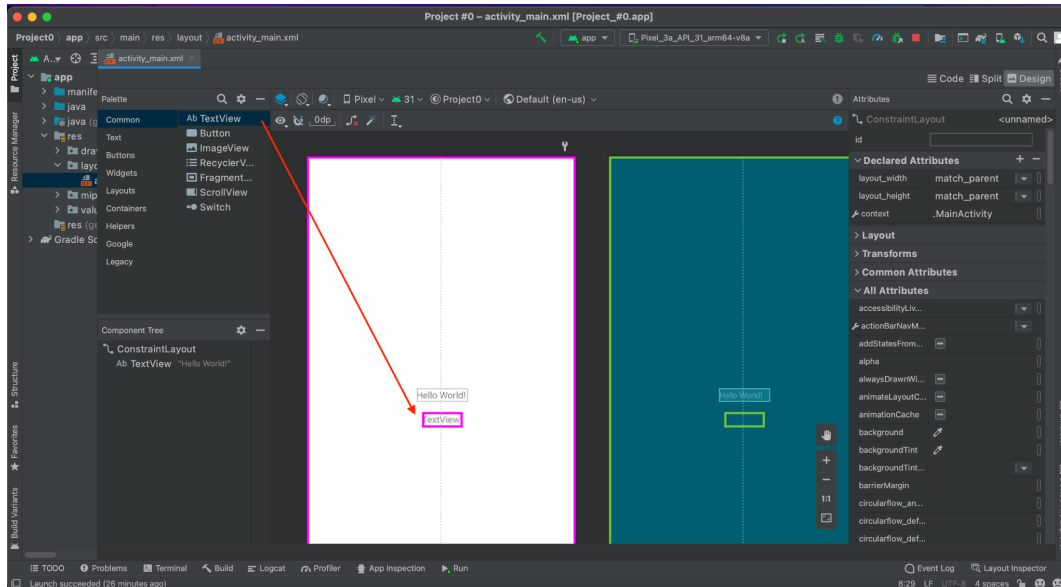 Project #0 – activity_main.xml [Project_#0.app]
Project0 app src main res layout activity_main.xml
app Pixel_3a_API_31_arm64-v8a
Project
A..
activity_main.xml
Code Split Design
app
manife
java
java (g
res
dra
layo
mip
valu
res (ge
Gradle Sc
Resource Manager
Structure
Favorites
Build Variants
Palette
Common
Text
Buttons
Widgets
Layouts
Containers
Helpers
Google
Legacy
Ab TextView
Button
ImageView
RecyclerV...
Fragment...
ScrollView
Switch
Pixel 31 Project0 Default (en-us)
0dp
Component Tree
ConstraintLayout
Ab TextView "Hello World!"
Hello World!
TextView
Hello World!
1:1
Attributes
ConstraintLayout <unnamed>
id
Declared Attributes
layout_width match_parent
layout_height match_parent
context .MainActivity
Layout
Transforms
Common Attributes
All Attributes
accessibilityLiv...
actionBarNavM...
addStatesFrom...
alpha
alwaysDrawnWi...
animateLayoutC...
animationCache
background
backgroundTint
backgroundTint...
barrierMargin
circularflow_an...
circularflow_def...
circularflow_def...
TODO Problems Terminal Build Logcat Profiler App Inspection Run Event Log Layout Inspector
Launch succeeded (26 minutes ago) 8:29 LF UTF-8 4 spaces